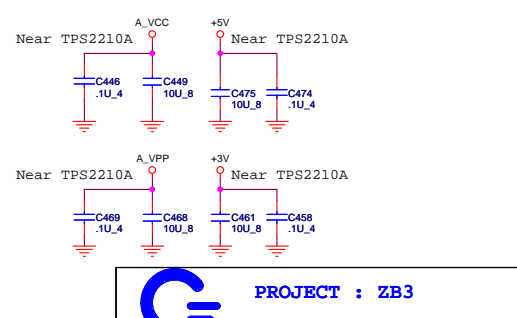 A_VCC
+5V
Near TPS2210A
Near TPS2210A
C446
.1U_4
C449
10U_8
C475
10U_8
C474
.1U_4
A_VPP
+3V
Near TPS2210A
Near TPS2210A
C469
.1U_4
C468
10U_8
C461
10U_8
C458
.1U_4
PROJECT : ZB3